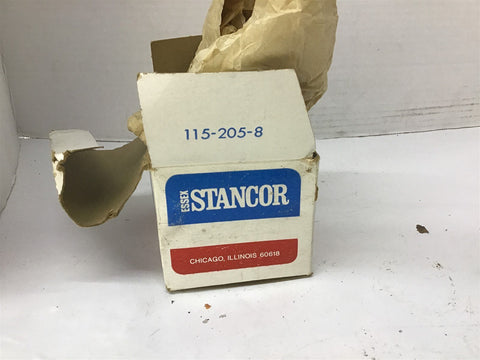 115-205-8
ESSEX STANCOR
CHICAGO, ILLINOIS 60618